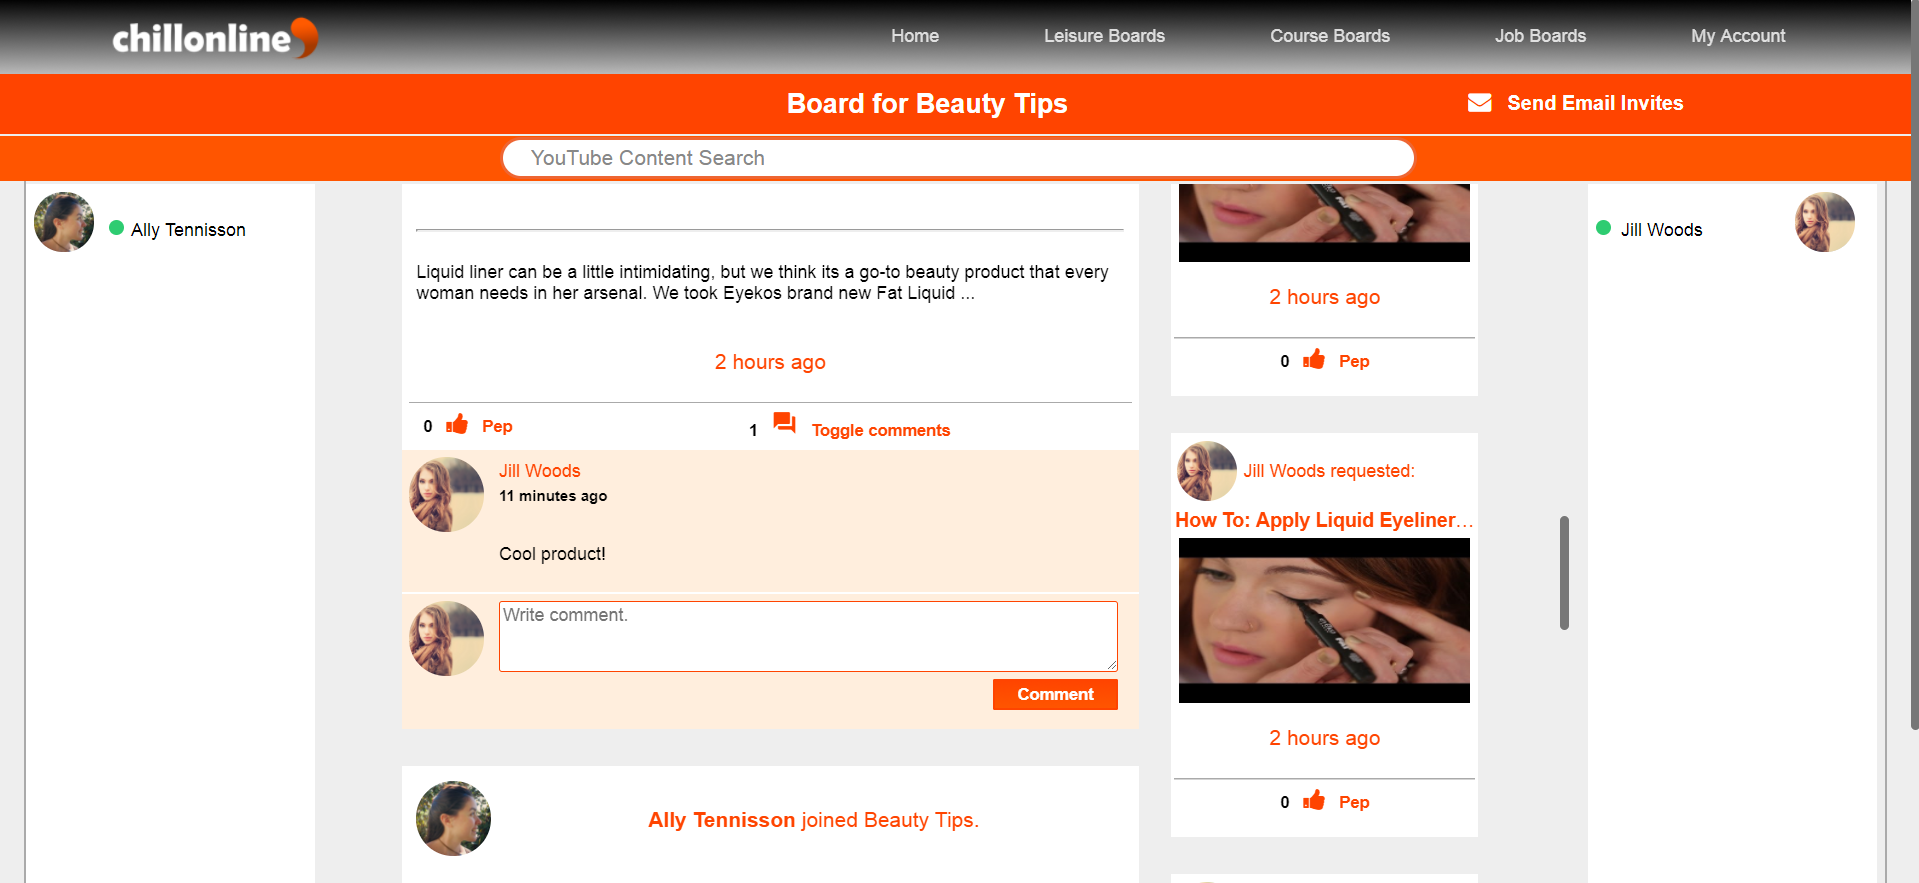 chillonline
Home
Leisure Boards
Course Boards
Job Boards
My Account
Board for Beauty Tips
Send Email Invites
YouTube Content Search
Ally Tennisson
Liquid liner can be a little intimidating, but we think its a go-to beauty product that every
woman needs in her arsenal. We took Eyekos brand new Fat Liquid ...
2 hours ago
0 Pep
1 Toggle comments
Jill Woods
11 minutes ago
Cool product!
Write comment.
Comment
Ally Tennisson joined Beauty Tips.
2 hours ago
0 Pep
Jill Woods requested:
How To: Apply Liquid Eyeliner...
2 hours ago
0 Pep
Jill Woods